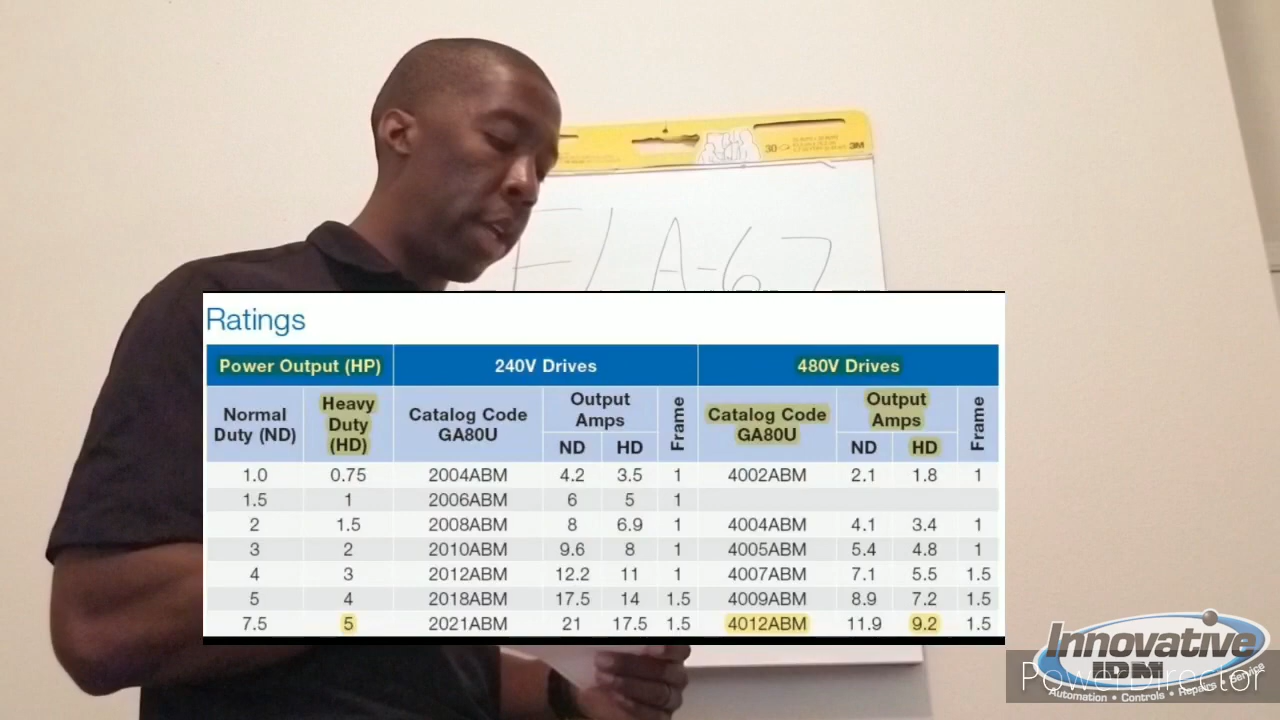 30
3M
FLA-6.7
Ratings
Power Output (HP) 240V Drives 480V Drives
Normal Duty (ND) Heavy Duty (HD) Catalog Code GA80U Output Amps Frame Catalog Code GA80U Output Amps Frame
ND HD ND HD
1.0 0.75 2004ABM 4.2 3.5 1 4002ABM 2.1 1.8 1
1.5 1 2006ABM 6 5 1
2 1.5 2008ABM 8 6.9 1 4004ABM 4.1 3.4 1
3 2 2010ABM 9.6 8 1 4005ABM 5.4 4.8 1
4 3 2012ABM 12.2 11 1 4007ABM 7.1 5.5 1.5
5 4 2018ABM 17.5 14 1.5 4009ABM 8.9 7.2 1.5
7.5 5 2021ABM 21 17.5 1.5 4012ABM 11.9 9.2 1.5
Innovative
IDM
PowerDirector
Automation • Controls • Repairs • Service